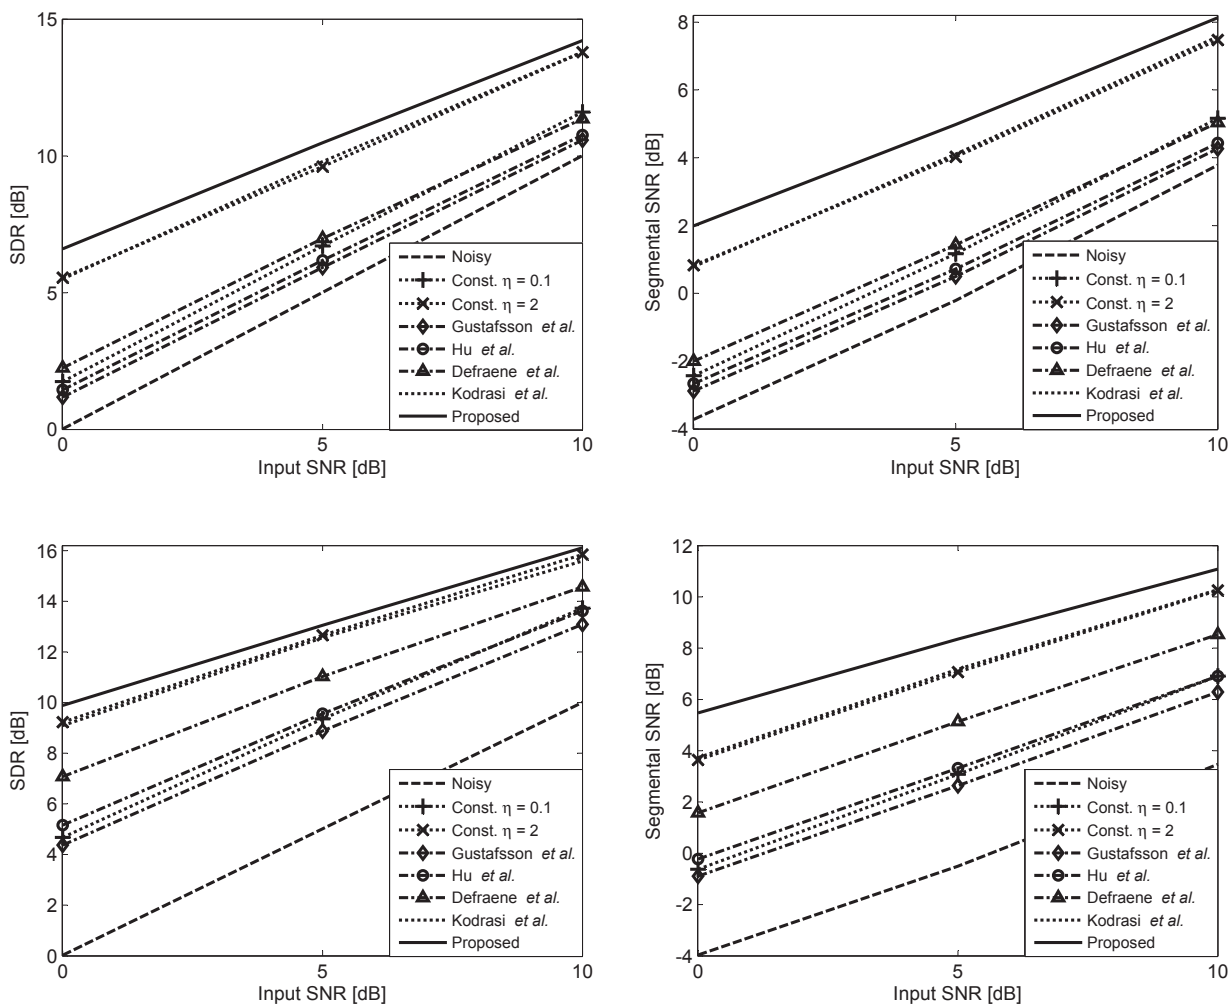 15
10
5
0
SDR [dB]
0
5
10
Input SNR [dB]
Noisy
Const. η = 0.1
Const. η = 2
Gustafsson et al.
Hu et al.
Defraene et al.
Kodrasi et al.
Proposed
8
6
4
2
0
-2
-4
Segmental SNR [dB]
0
5
10
Input SNR [dB]
Noisy
Const. η = 0.1
Const. η = 2
Gustafsson et al.
Hu et al.
Defraene et al.
Kodrasi et al.
Proposed
16
14
12
10
8
6
4
2
0
SDR [dB]
0
5
10
Input SNR [dB]
Noisy
Const. η = 0.1
Const. η = 2
Gustafsson et al.
Hu et al.
Defraene et al.
Kodrasi et al.
Proposed
12
10
8
6
4
2
0
-2
-4
Segmental SNR [dB]
0
5
10
Input SNR [dB]
Noisy
Const. η = 0.1
Const. η = 2
Gustafsson et al.
Hu et al.
Defraene et al.
Kodrasi et al.
Proposed